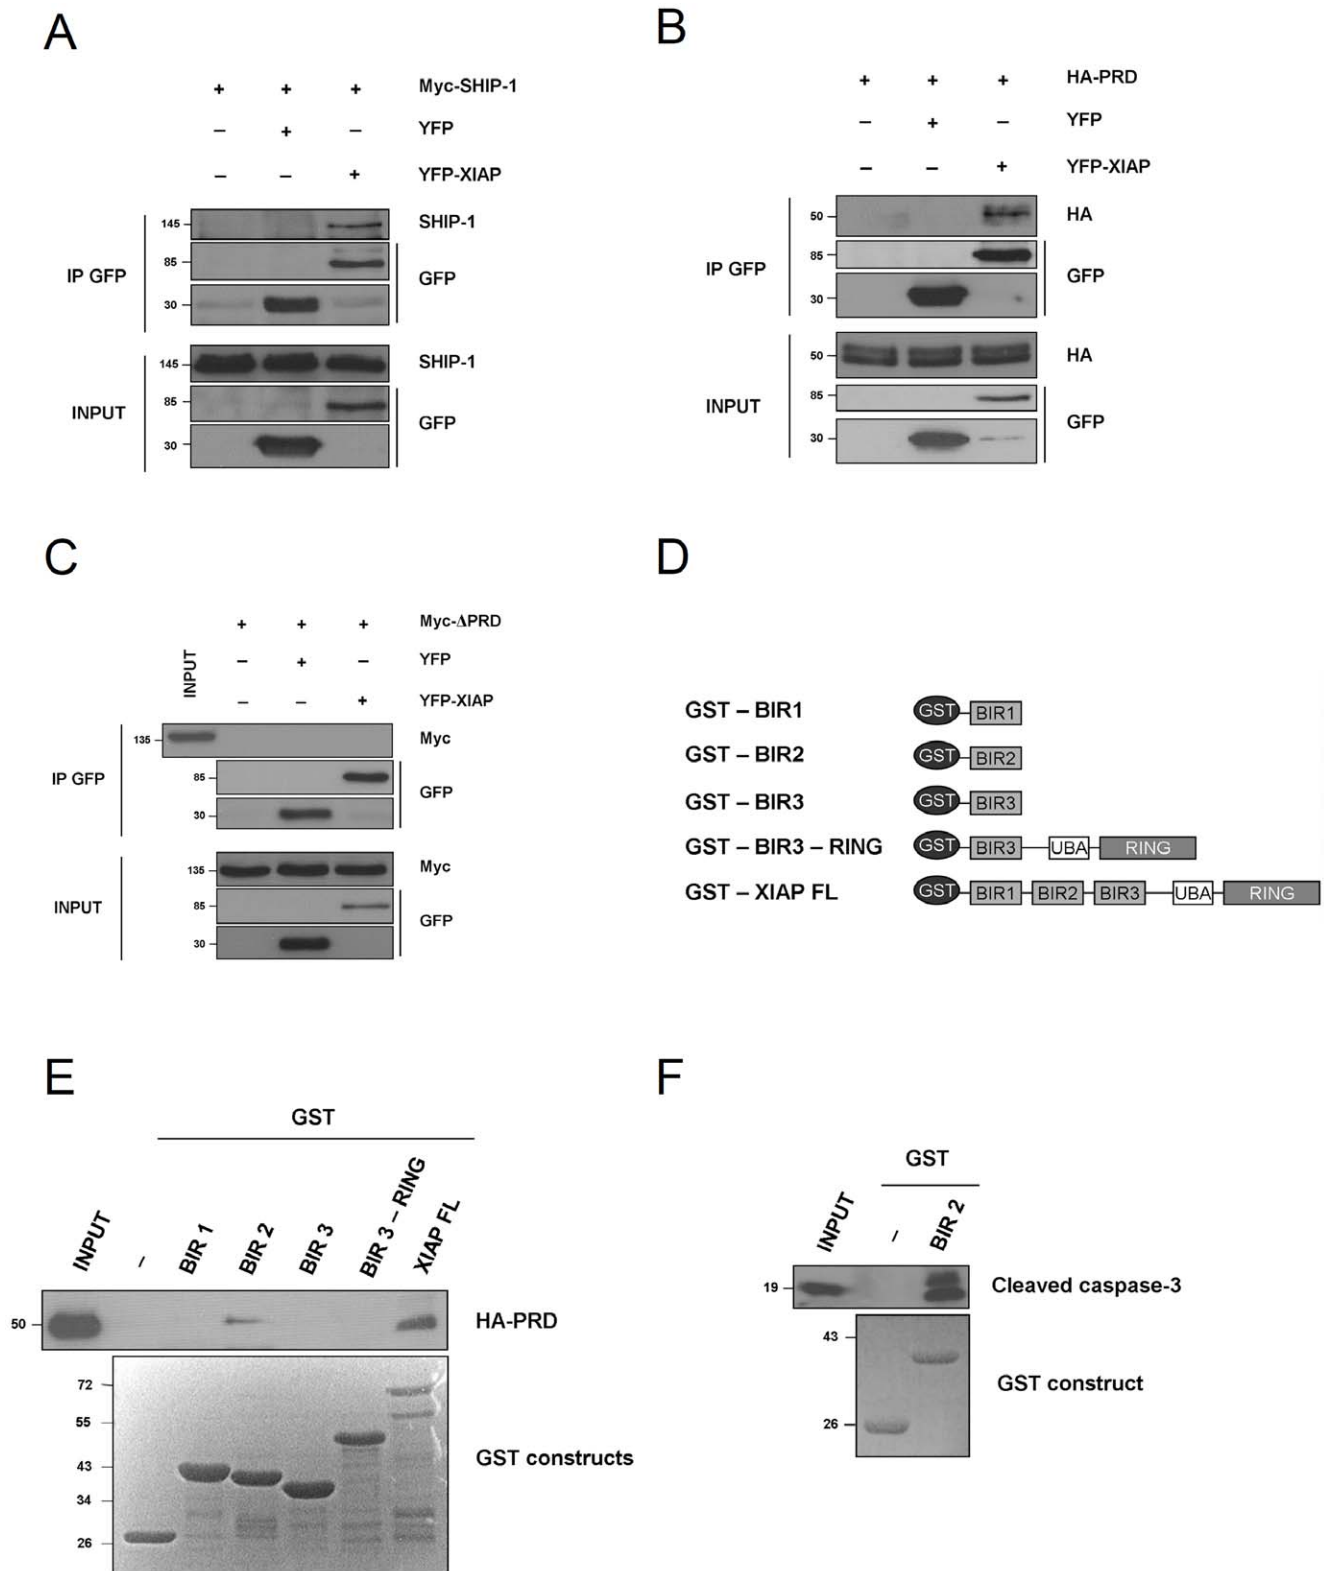 A
+ + + Myc-SHIP-1
– + – YFP
– – + YFP-XIAP
IP GFP
145 SHIP-1
85
30
GFP
INPUT
145 SHIP-1
85
30
GFP
B
+ + + HA-PRD
– + – YFP
– – + YFP-XIAP
IP GFP
50 HA
85
30
GFP
INPUT
50 HA
85
30
GFP
C
INPUT
+ + + Myc-ΔPRD
– + – YFP
– – + YFP-XIAP
IP GFP
135 Myc
85
30
GFP
INPUT
135 Myc
85
30
GFP
D
GST – BIR1 GST BIR1
GST – BIR2 GST BIR2
GST – BIR3 GST BIR3
GST – BIR3 – RING GST BIR3 UBA RING
GST – XIAP FL GST BIR1 BIR2 BIR3 UBA RING
E
GST
INPUT – BIR 1 BIR 2 BIR 3 BIR 3 – RING XIAP FL
50 HA-PRD
72
55
43
34
26
GST constructs
F
GST
INPUT – BIR 2
19 Cleaved caspase-3
43
26
GST construct